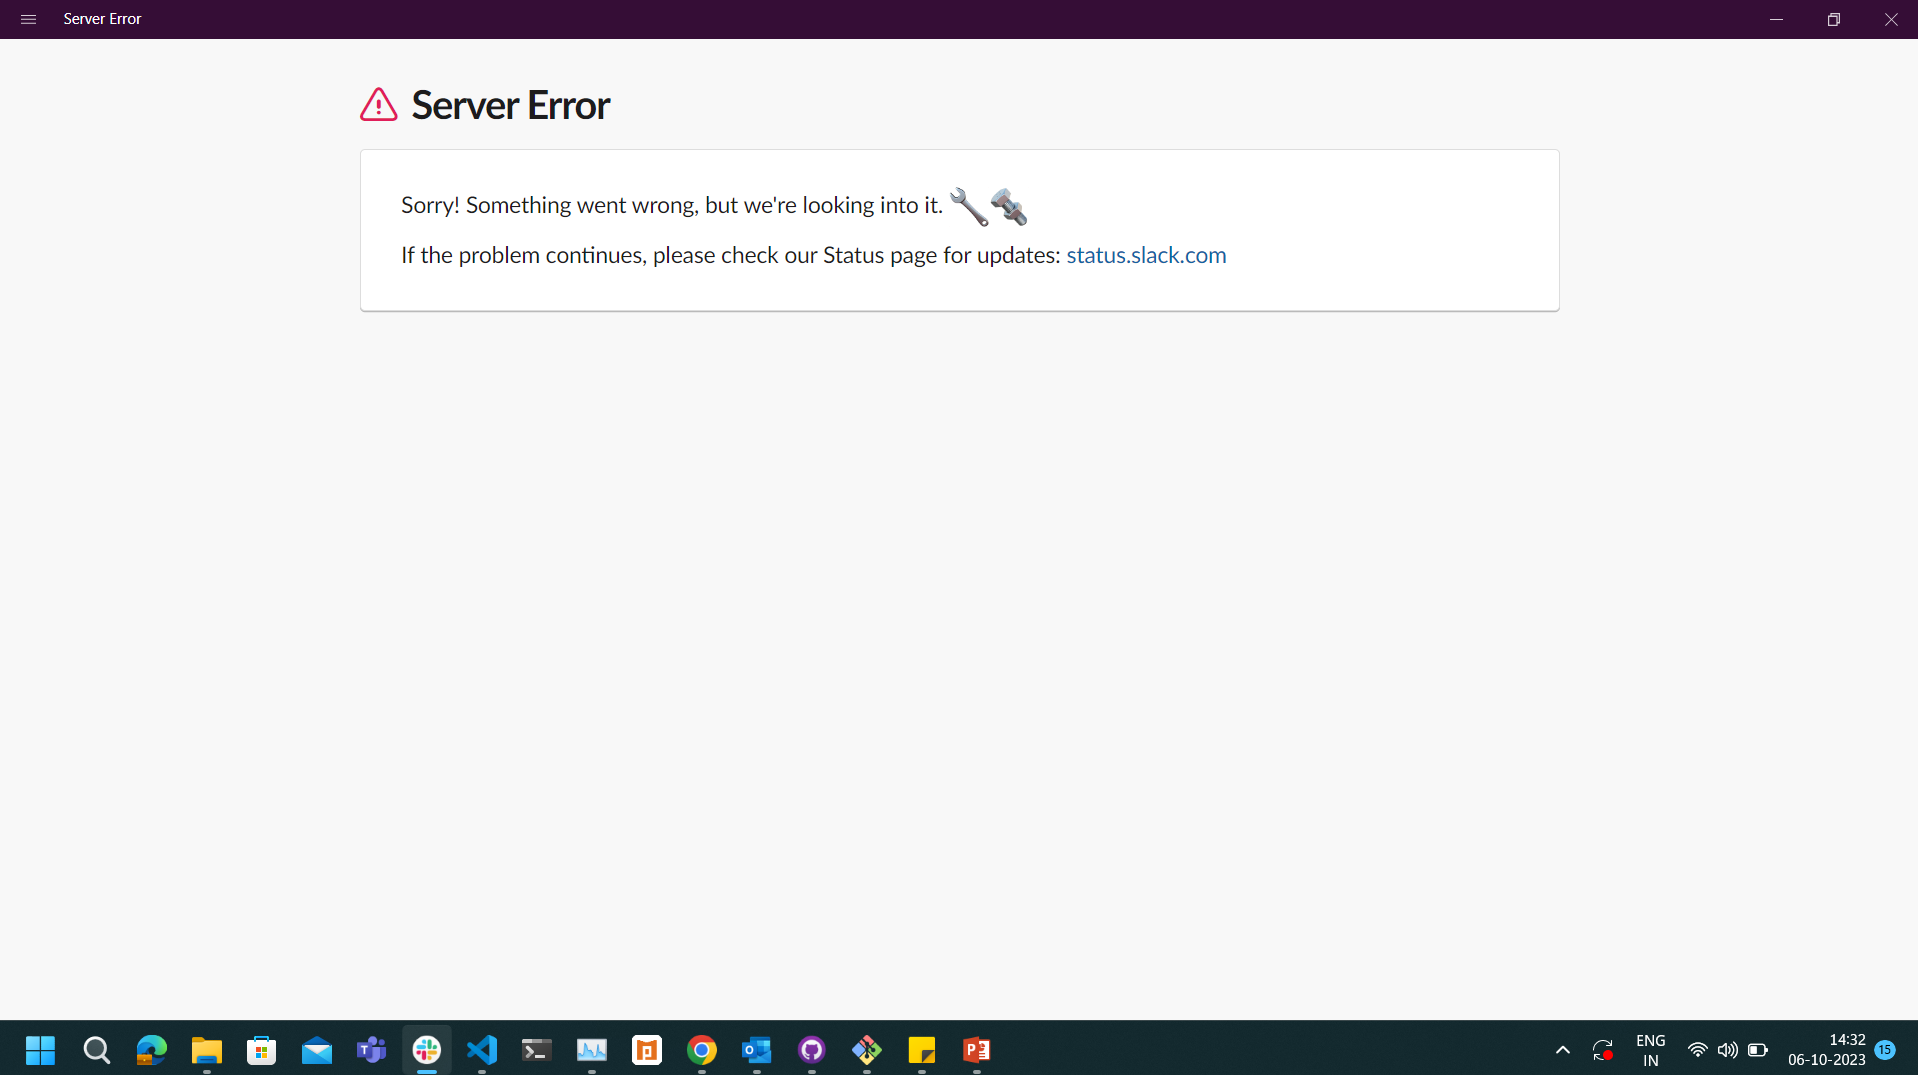 Server Error
Server Error
Sorry! Something went wrong, but we're looking into it.
If the problem continues, please check our Status page for updates: status.slack.com
ENG
IN
14:32
06-10-2023
15